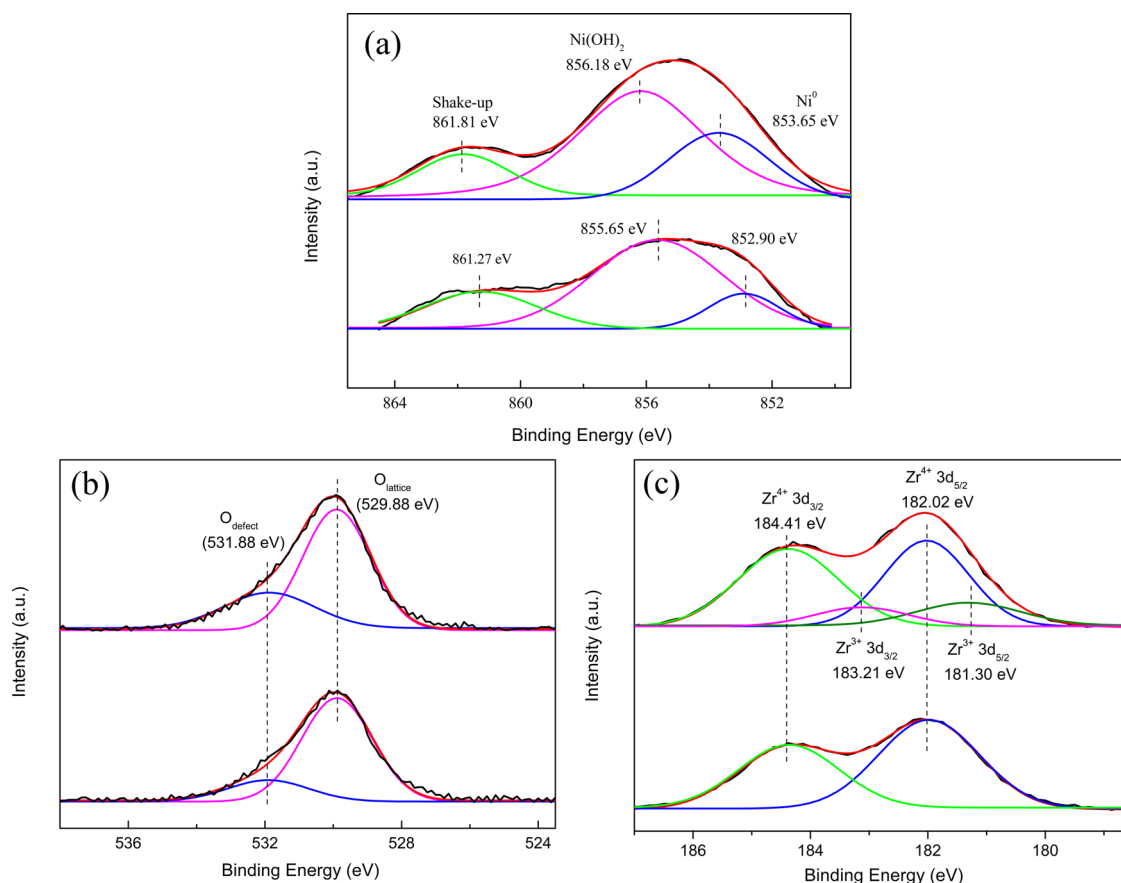 (a)
Ni(OH)2
856.18 eV
Shake-up
861.81 eV
Ni0
853.65 eV
855.65 eV
852.90 eV
861.27 eV
Intensity (a.u.)
864
860
856
852
Binding Energy (eV)
(b)
Olattice
(529.88 eV)
Odefect
(531.88 eV)
Intensity (a.u.)
536
532
528
524
Binding Energy (eV)
(c)
Zr4+ 3d5/2
182.02 eV
Zr4+ 3d3/2
184.41 eV
Zr3+ 3d3/2
183.21 eV
Zr3+ 3d5/2
181.30 eV
Intensity (a.u.)
186
184
182
180
Binding Energy (eV)